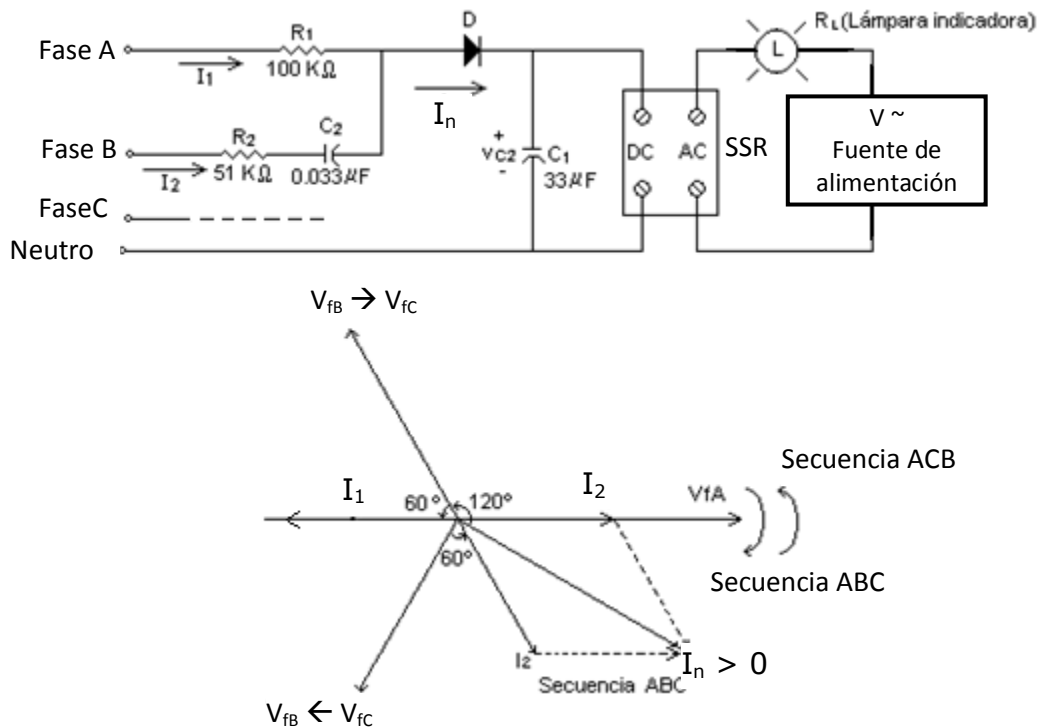 Fase A
I₁
R₁
100 KΩ
D
Iₙ
R L (Lámpara indicadora)
L
Fase B
I₂
R₂
51 KΩ
C₂
0.033µF
+
vC2
-
C₁
33µF
DC
AC
SSR
V ~
Fuente de
alimentación
FaseC
Neutro
VfB → VfC
I₁
60°
120°
I₂
VfA
Secuencia ACB
60°
Secuencia ABC
I₂
Iₙ > 0
Secuencia ABC
VfB ← VfC